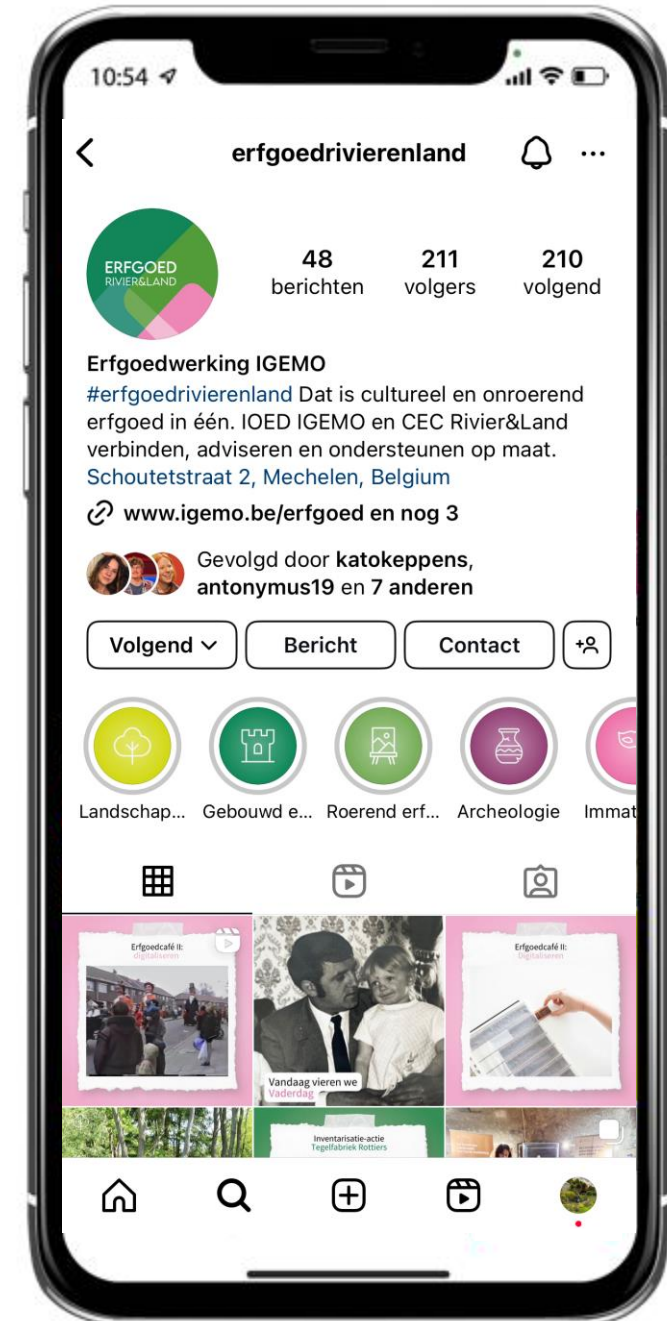 10:54
erfgoedrivierenland
ERFGOED
RIVIER&LAND
48 211 210
berichten volgers volgend
Erfgoedwerking IGEMO
#erfgoedrivierenland Dat is cultureel en onroerend
erfgoed in één. IOED IGEMO en CEC Rivier&Land
verbinden, adviseren en ondersteunen op maat.
Schoutetstraat 2, Mechelen, Belgium
www.igemo.be/erfgoed en nog 3
Gevolgd door katokeppens,
antonymus19 en 7 anderen
Volgend Bericht Contact
Landschap... Gebouwd e... Roerend erf... Archeologie Immat
Erfgoedcafé II:
digitaliseren
Vandaag vieren we
Vaderdag
Erfgoedcafé II:
Digitaliseren
Inventarisatie-actie
Tegelfabriek Rottiers